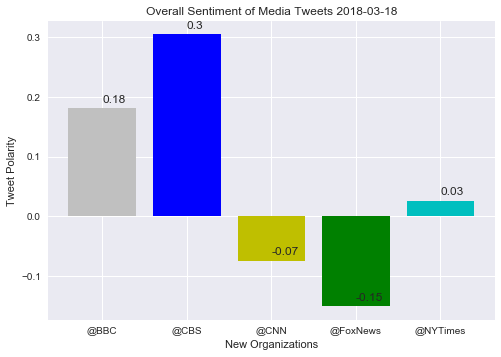 Overall Sentiment of Media Tweets 2018-03-18
0.3
0.2
0.1
0.0
−0.1
Tweet Polarity
0.18
0.3
-0.07
-0.15
0.03
@BBC @CBS @CNN @FoxNews @NYTimes
New Organizations